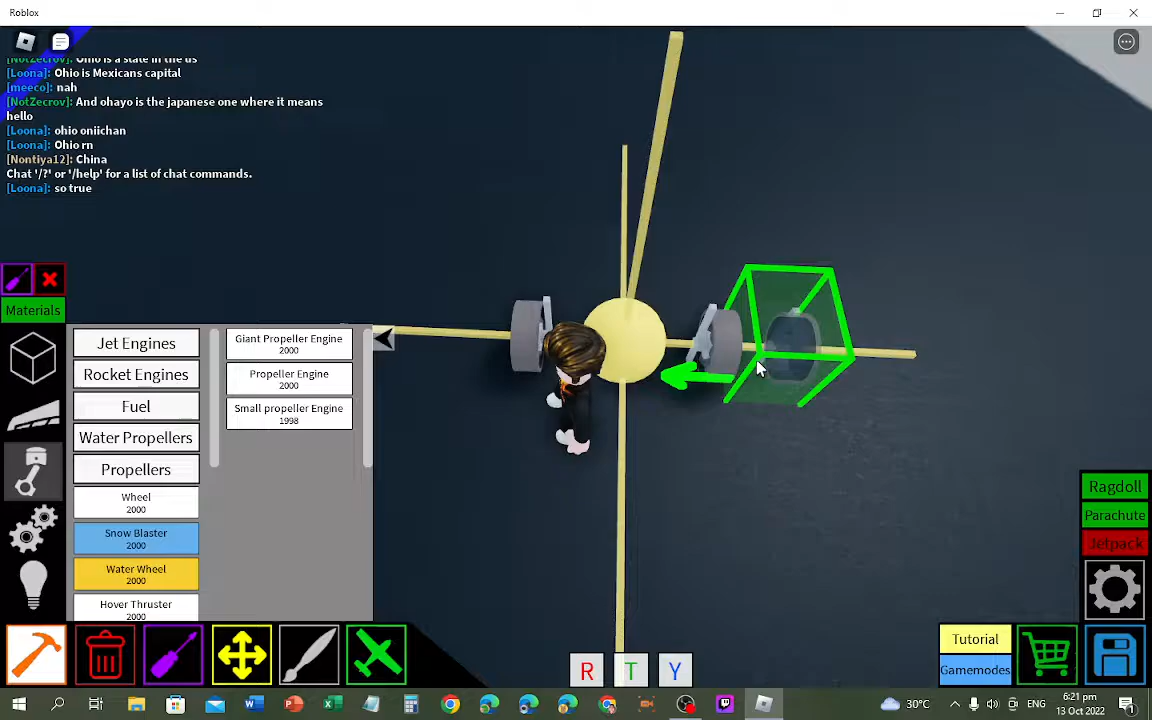 Roblox
[NotZecrov]: Ohio is a state in the us
[Loona]: Ohio is Mexicans capital
[meeco]: nah
[NotZecrov]: And ohayo is the japanese one where it means
hello
[Loona]: ohio oniichan
[Loona]: Ohio rn
[Nontiya12]: China
Chat '/?' or '/help' for a list of chat commands.
[Loona]: so true
Materials
Jet Engines
Rocket Engines
Fuel
Water Propellers
Propellers
Wheel
2000
Snow Blaster
2000
Water Wheel
2000
Hover Thruster
2000
Giant Propeller Engine
2000
Propeller Engine
2000
Small propeller Engine
1998
Ragdoll
Parachute
Jetpack
Tutorial
Gamemodes
R T Y
30°C
ENG
6:21 pm
13 Oct 2022
1